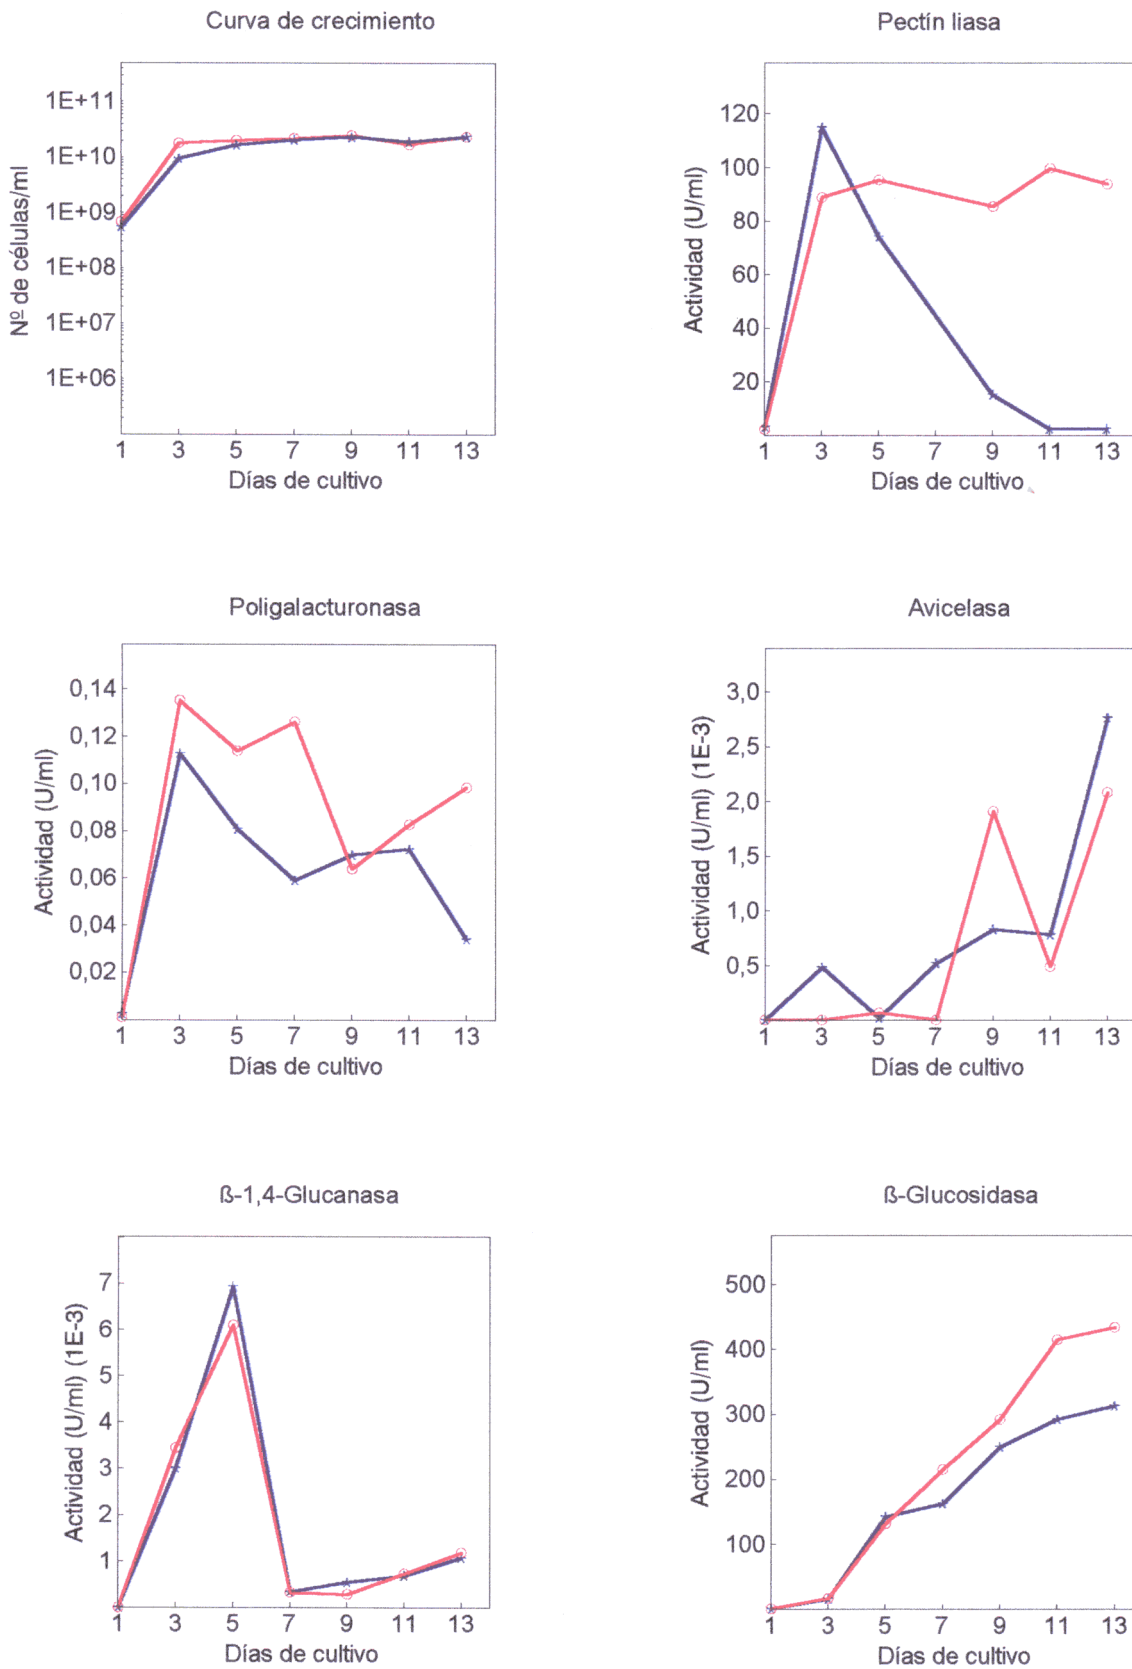 Curva de crecimiento
Nº de células/ml
1E+11
1E+10
1E+09
1E+08
1E+07
1E+06
1 3 5 7 9 11 13
Días de cultivo
Pectín liasa
Actividad (U/ml)
120
100
80
60
40
20
1 3 5 7 9 11 13
Días de cultivo
Poligalacturonasa
Actividad (U/ml)
0,14
0,12
0,10
0,08
0,06
0,04
0,02
1 3 5 7 9 11 13
Días de cultivo
Avicelasa
Actividad (U/ml) (1E-3)
3,0
2,5
2,0
1,5
1,0
0,5
1 3 5 7 9 11 13
Días de cultivo
ß-1,4-Glucanasa
Actividad (U/ml) (1E-3)
7
6
5
4
3
2
1
1 3 5 7 9 11 13
Días de cultivo
ß-Glucosidasa
Actividad (U/ml)
500
400
300
200
100
1 3 5 7 9 11 13
Días de cultivo